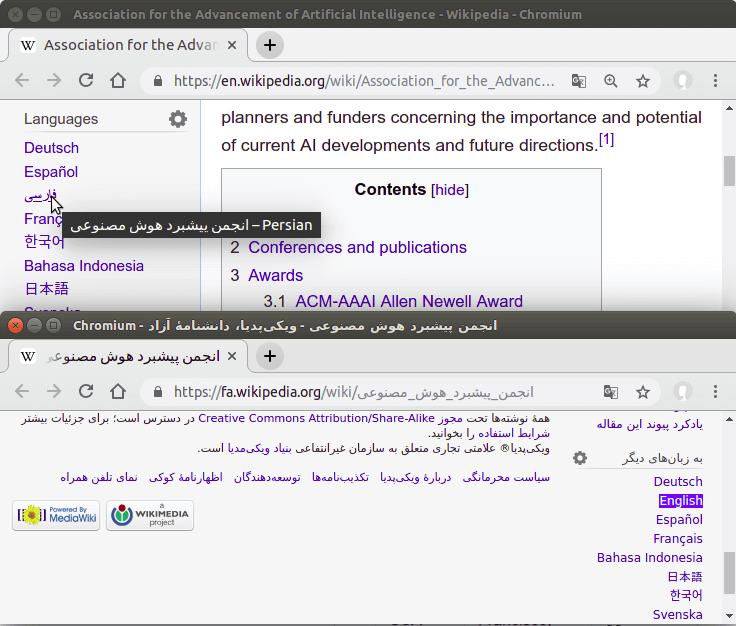 Association for the Advancement of Artificial Intelligence - Wikipedia - Chromium
W Association for the Advan
https://en.wikipedia.org/wiki/Association_for_the_Advanc...
Languages
Deutsch
Español
فارسی
Franç
한국어
Bahasa Indonesia
日本語
Svenska
انجمن پیشبرد هوش مصنوعی – Persian
planners and funders concerning the importance and potential
of current AI developments and future directions.[1]
Contents [hide]
2 Conferences and publications
3 Awards
3.1 ACM-AAAI Allen Newell Award
انجمن پیشبرد هوش مصنوعی - ویکی‌پدیا، دانشنامهٔ آزاد - Chromium
W انجمن پیشبرد هوش مصنوعی
https://fa.wikipedia.org/wiki/انجمن_پیشبرد_هوش_مصنوعی
همهٔ نوشته‌ها تحت مجوز Creative Commons Attribution/Share-Alike در دسترس است؛ برای جزئیات بیشتر
شرایط استفاده را بخوانید.
ویکی‌پدیا® علامتی تجاری متعلق به سازمان غیرانتفاعی بنیاد ویکی‌مدیا است.
سیاست محرمانگی دربارهٔ ویکی‌پدیا تکذیب‌نامه‌ها توسعه‌دهندگان اظهارنامهٔ کوکی نمای تلفن همراه
Powered By
MediaWiki
a
WIKIMEDIA
project
یادکرد پیوند این مقاله
به زبان‌های دیگر
Deutsch
English
Español
Français
Bahasa Indonesia
日本語
한국어
Svenska